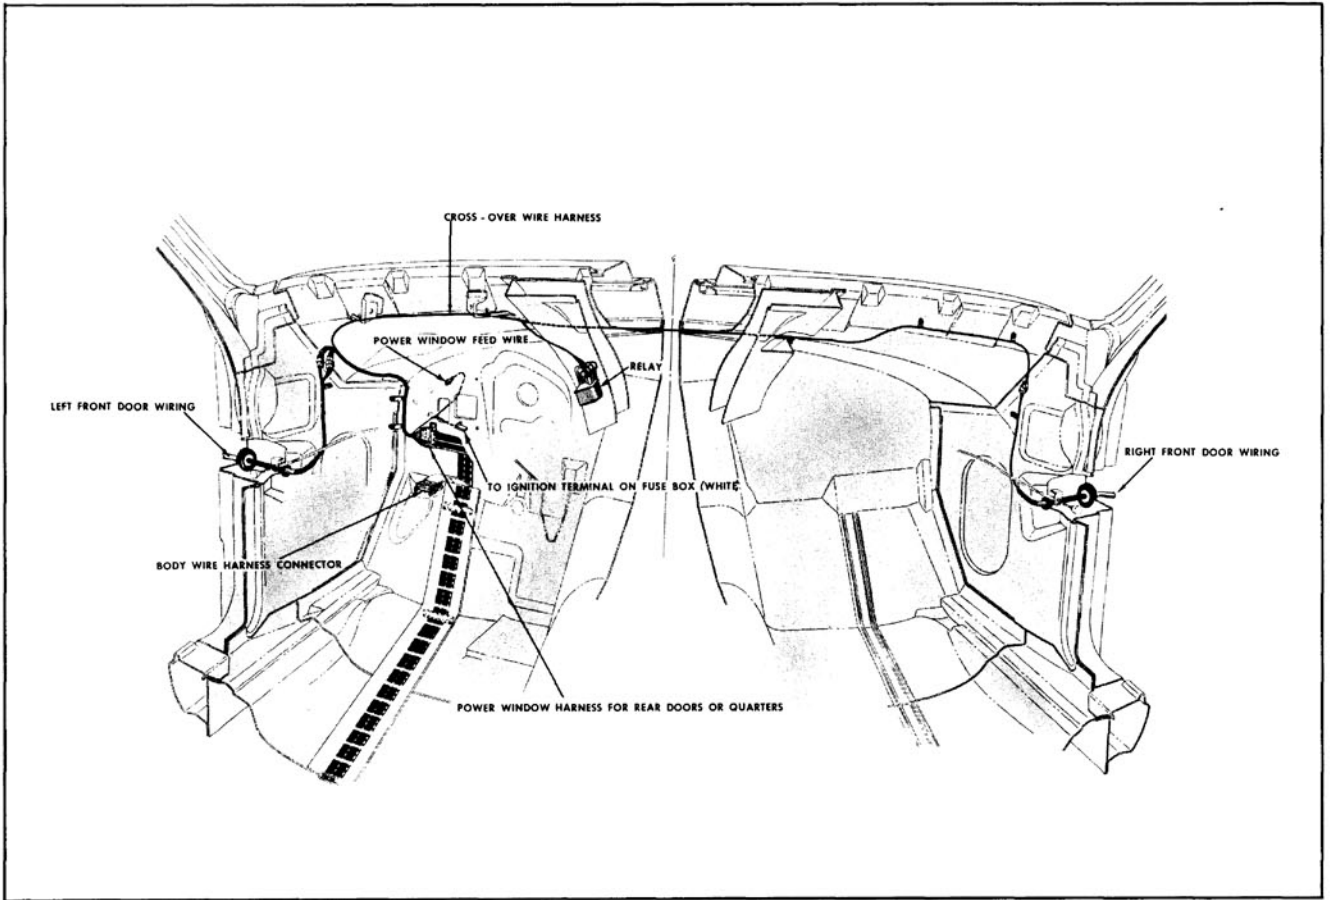 CROSS - OVER WIRE HARNESS
POWER WINDOW FEED WIRE
RELAY
LEFT FRONT DOOR WIRING
RIGHT FRONT DOOR WIRING
TO IGNITION TERMINAL ON FUSE BOX (WHITE
BODY WIRE HARNESS CONNECTOR
POWER WINDOW HARNESS FOR REAR DOORS OR QUARTERS